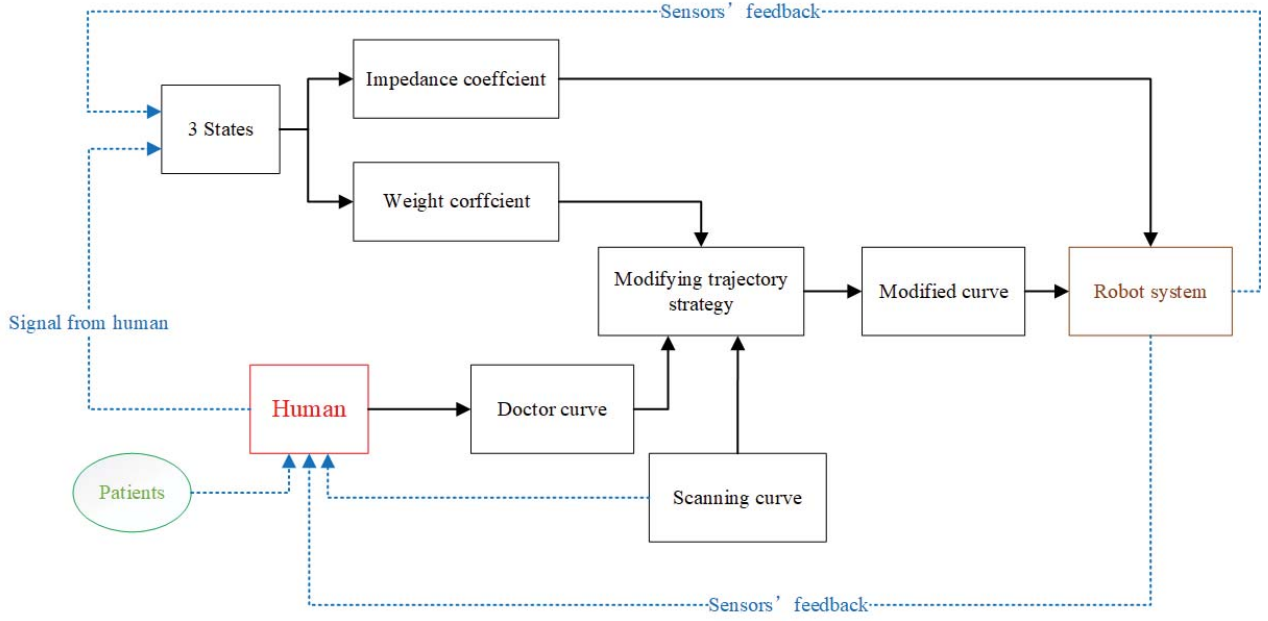 Sensors’ feedback
Impedance coeffcient
3 States
Weight corffcient
Modifying trajectory
strategy
Modified curve
Robot system
Signal from human
Human
Doctor curve
Patients
Scanning curve
Sensors’ feedback